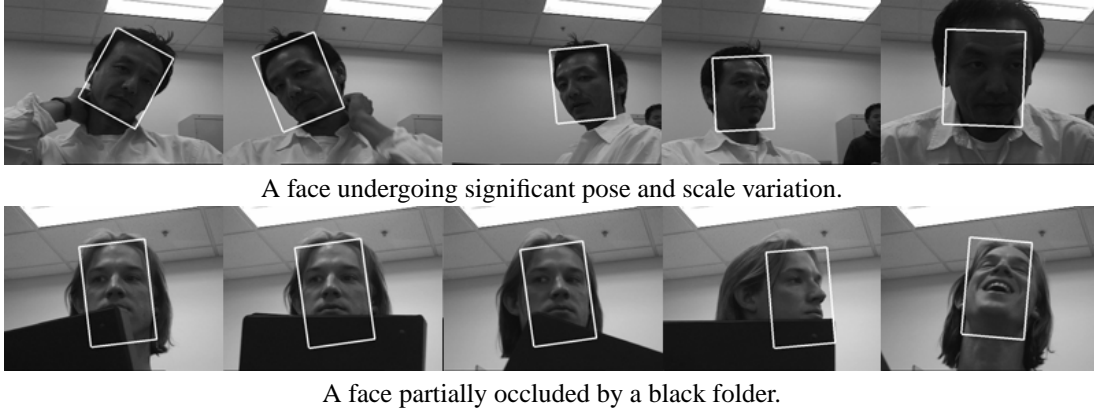 A face undergoing significant pose and scale variation.
A face partially occluded by a black folder.